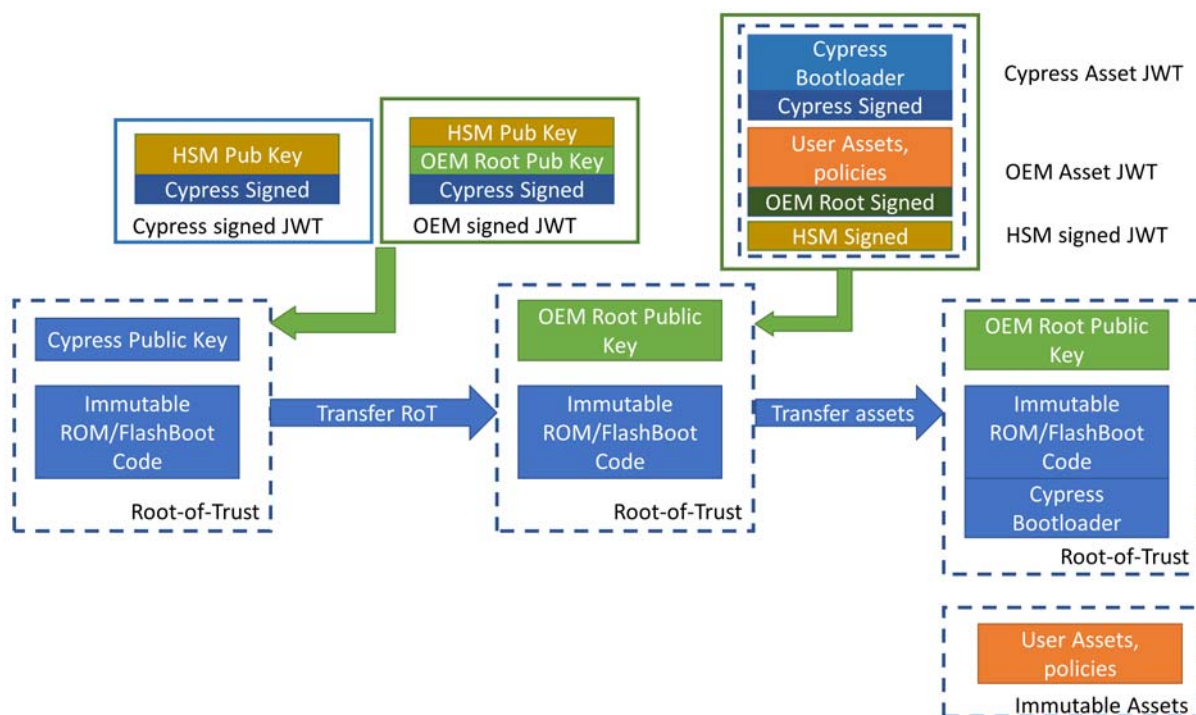 Cypress
Bootloader
Cypress Signed
Cypress Asset JWT
User Assets,
policies
OEM Root Signed
OEM Asset JWT
HSM Signed
HSM signed JWT
HSM Pub Key
Cypress Signed
Cypress signed JWT
HSM Pub Key
OEM Root Pub Key
Cypress Signed
OEM signed JWT
Cypress Public Key
Immutable
ROM/FlashBoot
Code
Root-of-Trust
Transfer RoT
OEM Root Public
Key
Immutable
ROM/FlashBoot
Code
Root-of-Trust
Transfer assets
OEM Root Public
Key
Immutable
ROM/FlashBoot
Code
Cypress
Bootloader
Root-of-Trust
User Assets,
policies
Immutable Assets